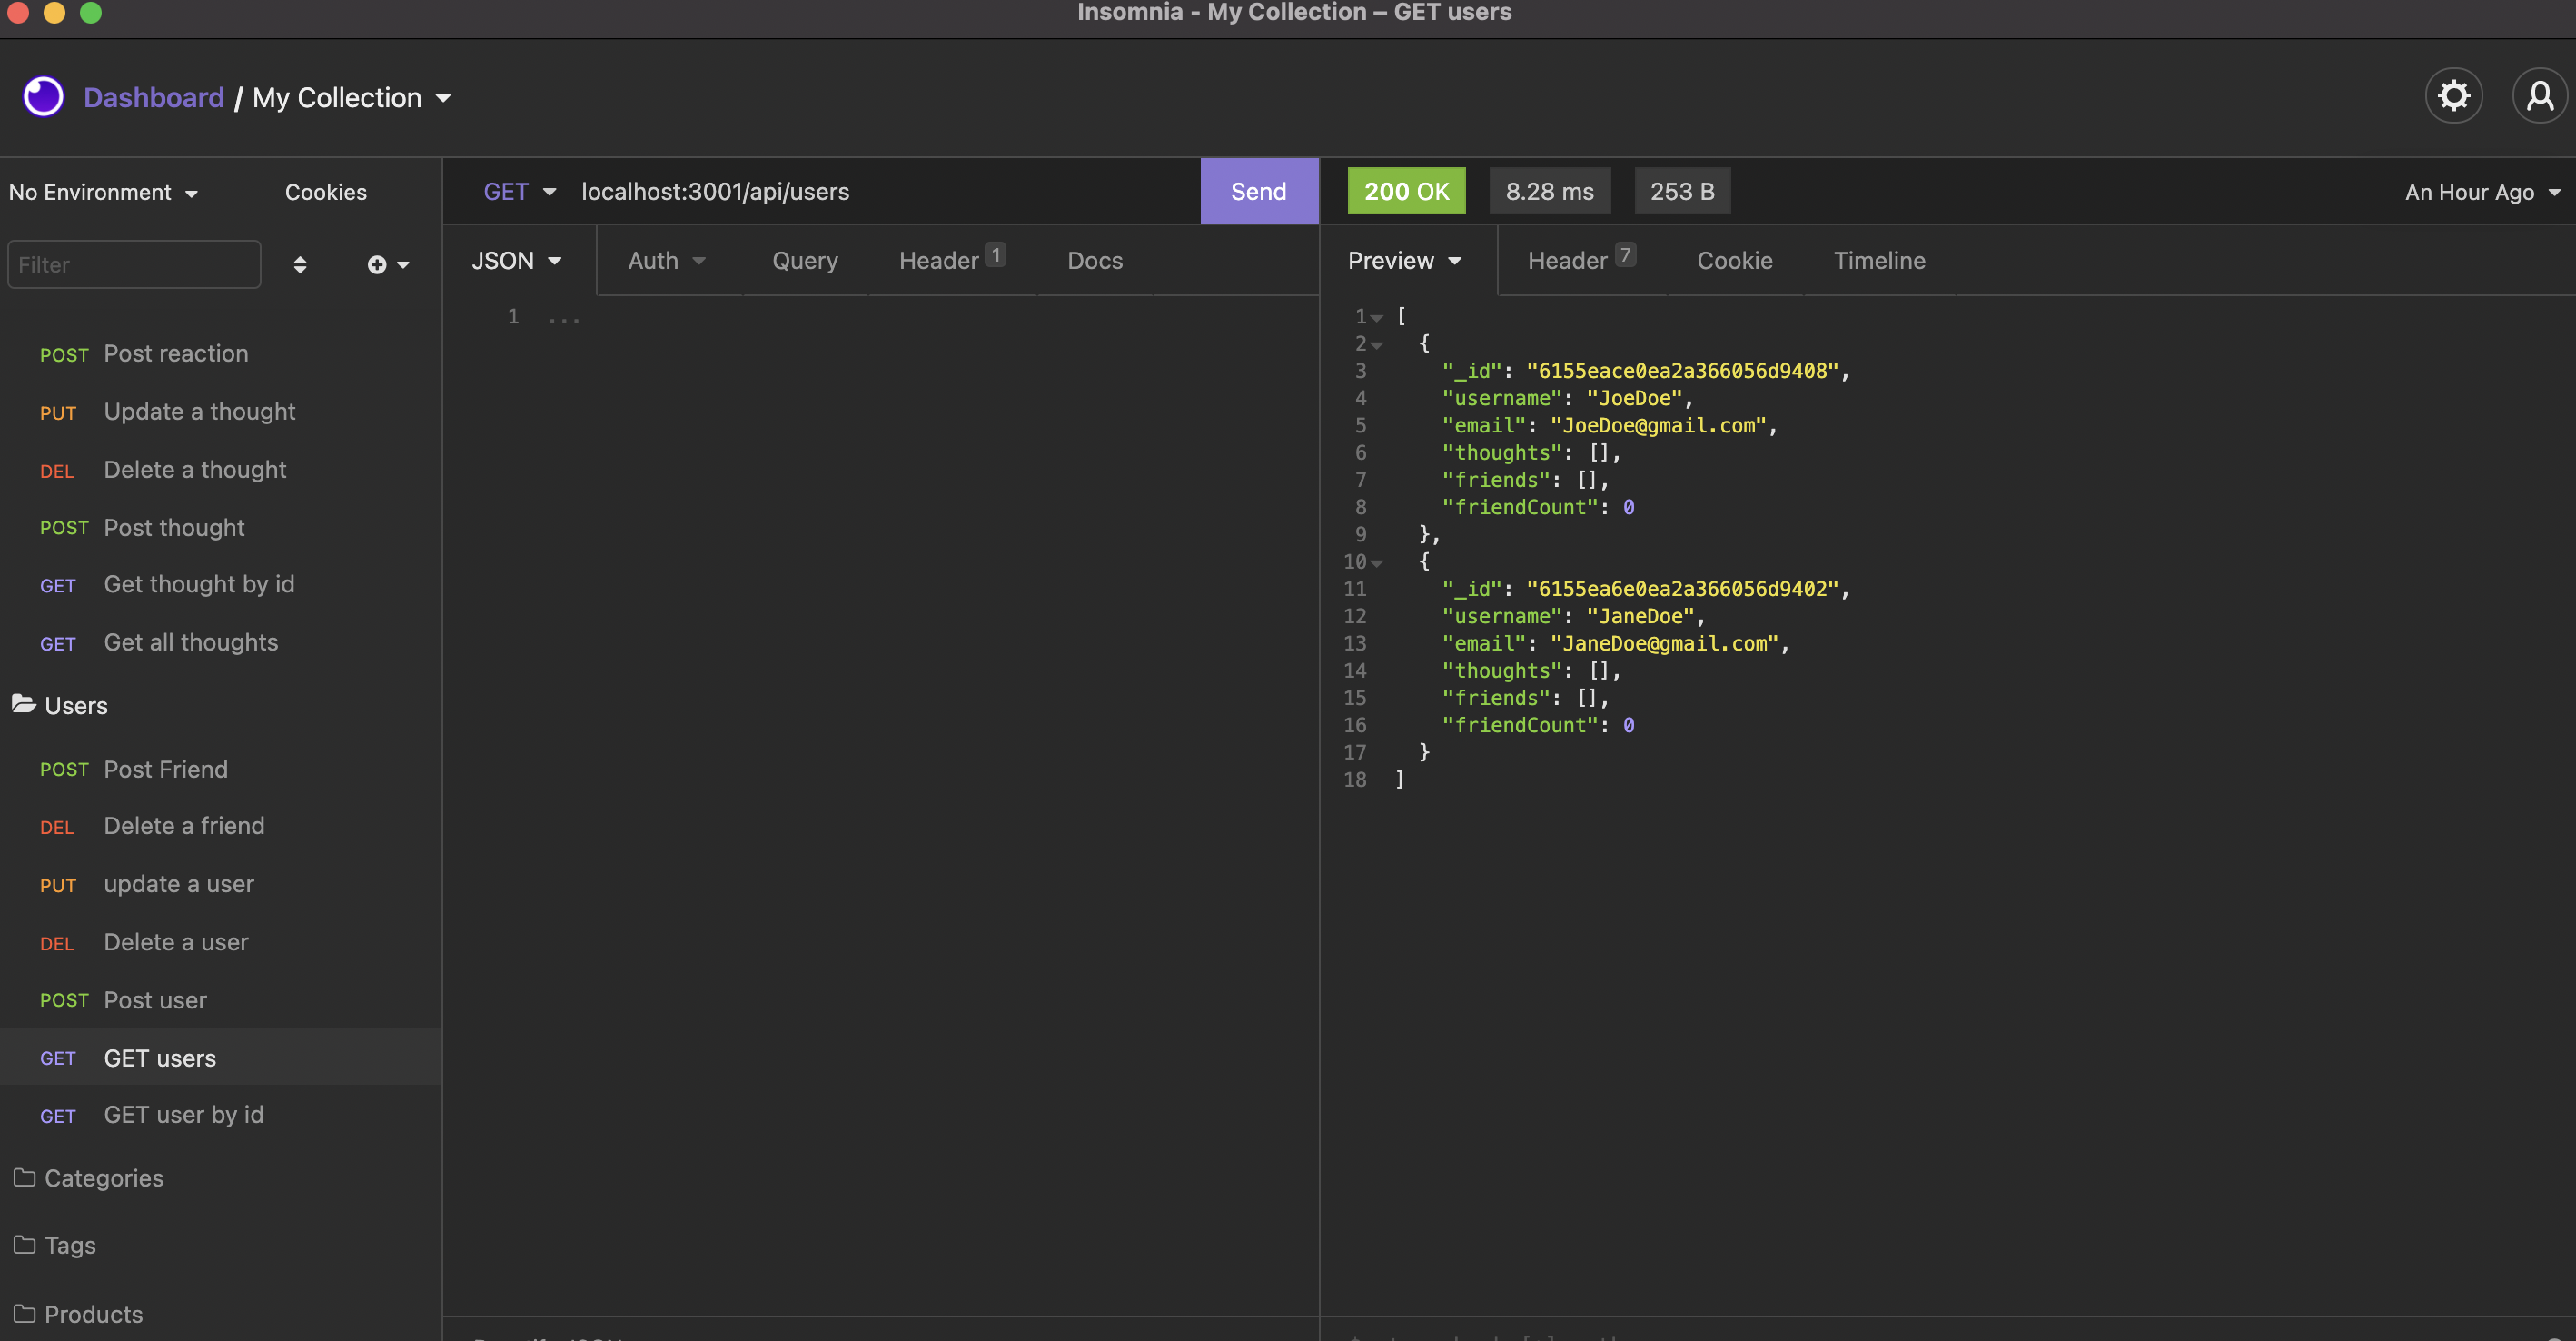 Insomnia - My Collection – GET users
Dashboard / My Collection
No Environment
Cookies
Filter
POST Post reaction
PUT Update a thought
DEL Delete a thought
POST Post thought
GET Get thought by id
GET Get all thoughts
Users
POST Post Friend
DEL Delete a friend
PUT update a user
DEL Delete a user
POST Post user
GET GET users
GET GET user by id
Categories
Tags
Products
GET localhost:3001/api/users Send
JSON Auth Query Header 1 Docs
1 ...
200 OK 8.28 ms 253 B An Hour Ago
Preview Header 7 Cookie Timeline
1 [
2 {
3 "_id": "6155eace0ea2a366056d9408",
4 "username": "JoeDoe",
5 "email": "JoeDoe@gmail.com",
6 "thoughts": [],
7 "friends": [],
8 "friendCount": 0
9 },
10 {
11 "_id": "6155ea6e0ea2a366056d9402",
12 "username": "JaneDoe",
13 "email": "JaneDoe@gmail.com",
14 "thoughts": [],
15 "friends": [],
16 "friendCount": 0
17 }
18 ]